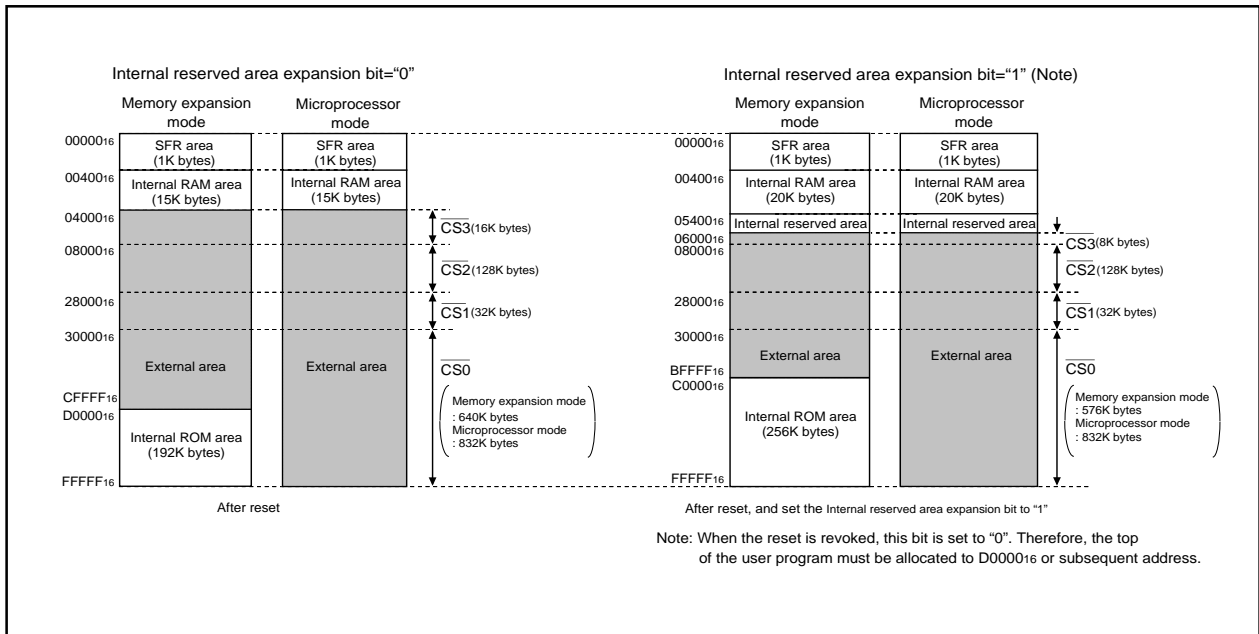 Internal reserved area expansion bit=“0”
Memory expansion mode
Microprocessor mode
0000016
SFR area (1K bytes)
SFR area (1K bytes)
0040016
Internal RAM area (15K bytes)
Internal RAM area (15K bytes)
0400016
CS3 (16K bytes)
0800016
CS2 (128K bytes)
2800016
CS1 (32K bytes)
3000016
External area
External area
CS0
CFFFF16
D000016
Memory expansion mode
: 640K bytes
Microprocessor mode
: 832K bytes
Internal ROM area (192K bytes)
FFFFF16
After reset
Internal reserved area expansion bit=“1” (Note)
Memory expansion mode
Microprocessor mode
0000016
SFR area (1K bytes)
SFR area (1K bytes)
0040016
Internal RAM area (20K bytes)
Internal RAM area (20K bytes)
0540016
Internal reserved area
Internal reserved area
0600016
CS3 (8K bytes)
0800016
CS2 (128K bytes)
2800016
CS1 (32K bytes)
3000016
External area
External area
CS0
BFFFF16
C000016
Memory expansion mode
: 576K bytes
Microprocessor mode
: 832K bytes
Internal ROM area (256K bytes)
FFFFF16
After reset, and set the Internal reserved area expansion bit to “1”
Note: When the reset is revoked, this bit is set to “0”. Therefore, the top
of the user program must be allocated to D000016 or subsequent address.